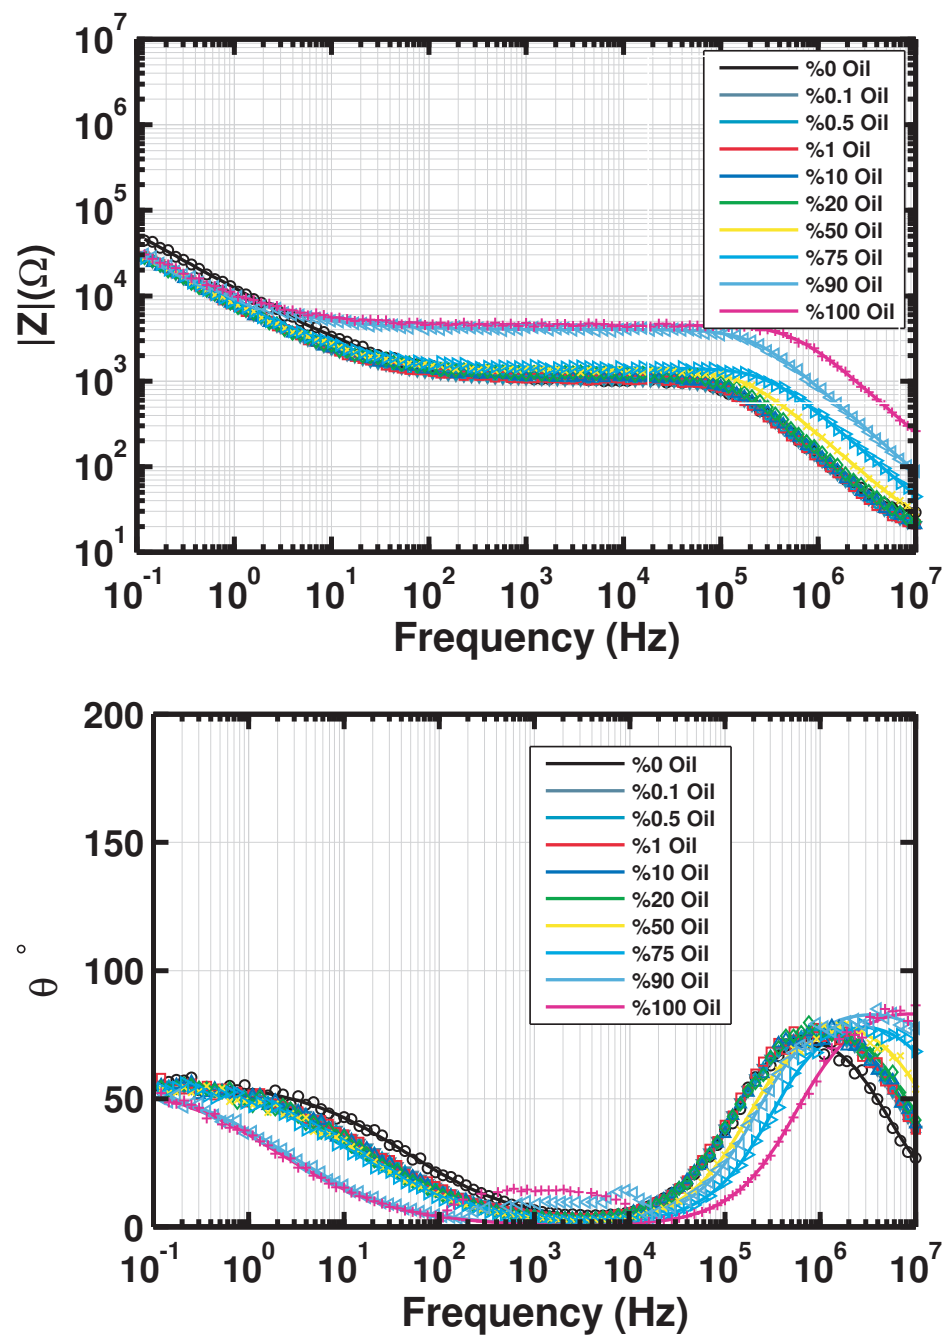 10^7
10^6
10^5
10^4
10^3
10^2
10^1
|Z|(Ω)
%0 Oil
%0.1 Oil
%0.5 Oil
%1 Oil
%10 Oil
%20 Oil
%50 Oil
%75 Oil
%90 Oil
%100 Oil
10^-1 10^0 10^1 10^2 10^3 10^4 10^5 10^6 10^7
Frequency (Hz)
200
150
100
50
0
θ °
%0 Oil
%0.1 Oil
%0.5 Oil
%1 Oil
%10 Oil
%20 Oil
%50 Oil
%75 Oil
%90 Oil
%100 Oil
10^-1 10^0 10^1 10^2 10^3 10^4 10^5 10^6 10^7
Frequency (Hz)